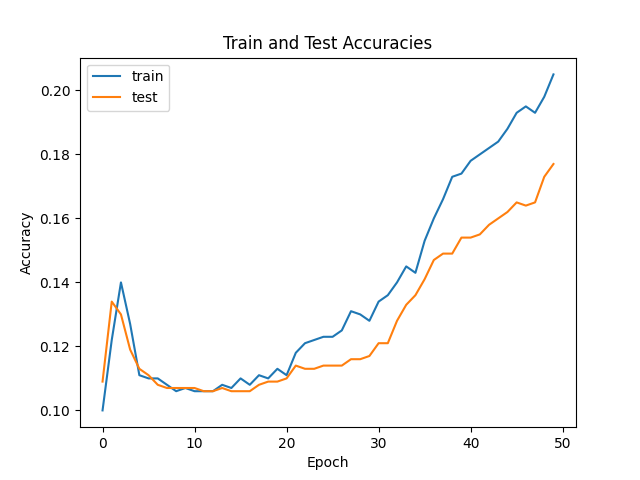 Train and Test Accuracies
train
test
Accuracy
0.20
0.18
0.16
0.14
0.12
0.10
0 10 20 30 40 50
Epoch